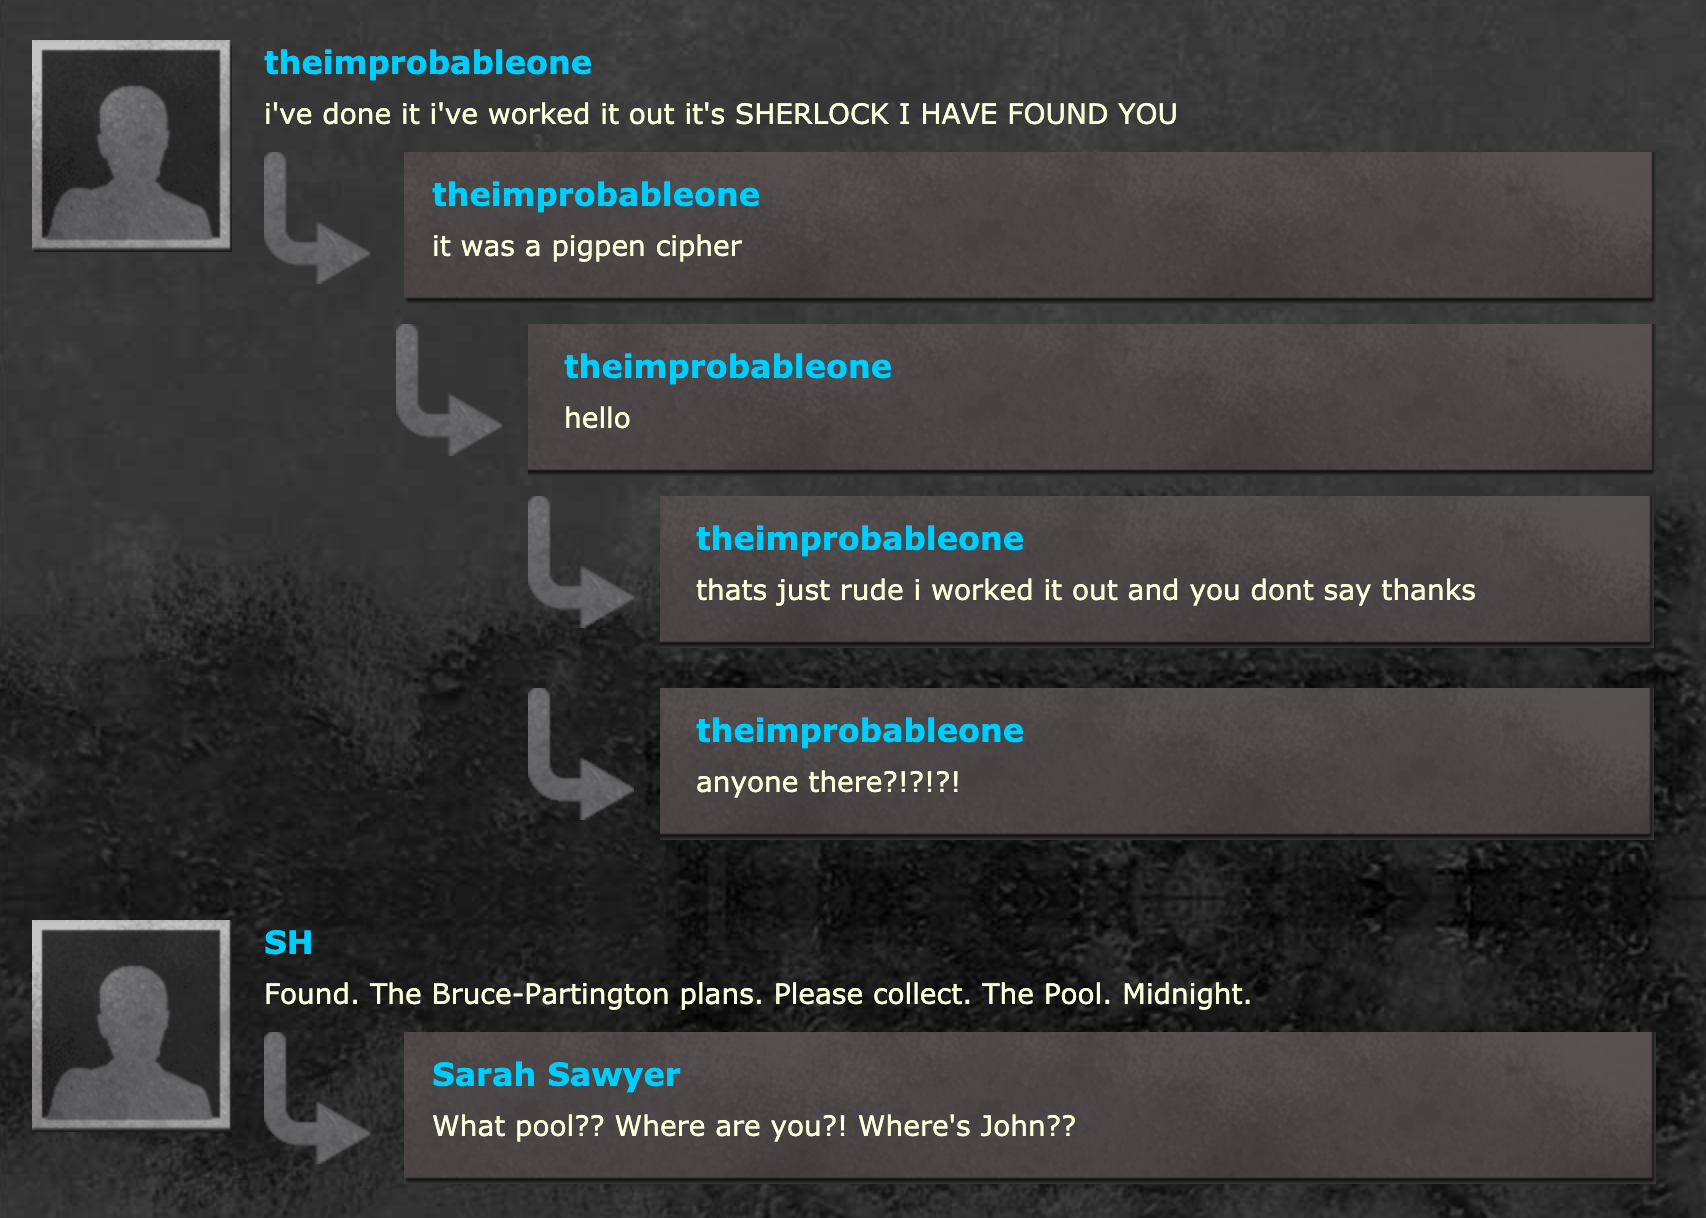 theimprobableone
i've done it i've worked it out it's SHERLOCK I HAVE FOUND YOU
theimprobableone
it was a pigpen cipher
theimprobableone
hello
theimprobableone
thats just rude i worked it out and you dont say thanks
theimprobableone
anyone there?!?!?!
SH
Found. The Bruce-Partington plans. Please collect. The Pool. Midnight.
Sarah Sawyer
What pool?? Where are you?! Where's John??